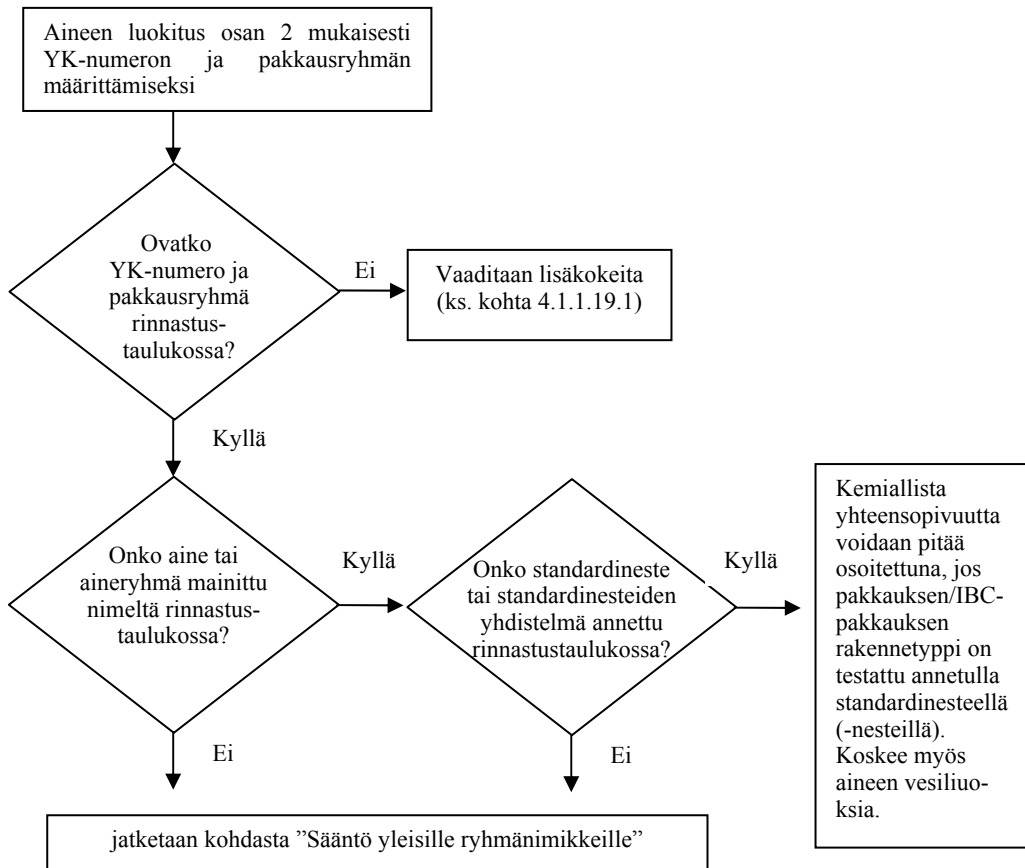 Aineen luokitus osan 2 mukaisesti
YK-numeron ja pakkausryhmän
määrittämiseksi
Ovatko
YK-numero ja
pakkausryhmä
rinnastus-
taulukossa?
Ei
Vaaditaan lisäkokeita
(ks. kohta 4.1.1.19.1)
Kyllä
Onko aine tai
aineryhmä mainittu
nimeltä rinnastus-
taulukossa?
Kyllä
Onko standardineste
tai standardinesteiden
yhdistelmä annettu
rinnastustaulukossa?
Kyllä
Kemiallista
yhteensopivuutta
voidaan pitää
osoitettuna, jos
pakkauksen/IBC-
pakkauksen
rakennetyppi on
testattu annetulla
standardinesteellä
(-nesteillä).
Koskee myös
aineen vesiliuo-
ksia.
Ei
Ei
jatketaan kohdasta ”Sääntö yleisille ryhmänimikkeille”